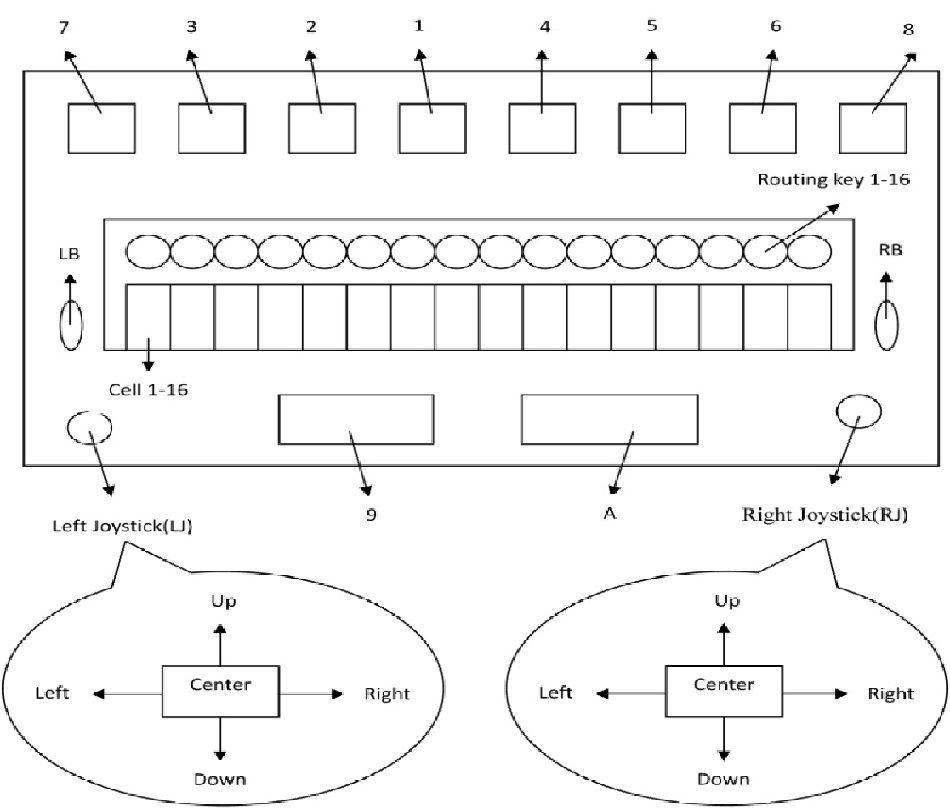 7 3 2 1 4 5 6 8
Routing key 1-16
LB
RB
Cell 1-16
9
A
Left Joystick(LJ)
Right Joystick(RJ)
Up
Left
Center
Right
Down
Up
Left
Center
Right
Down